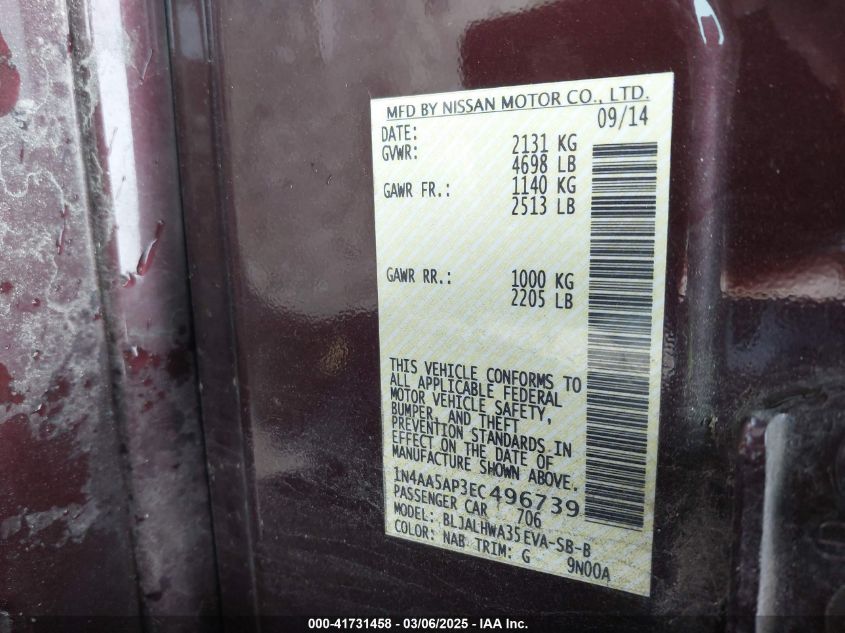 MFD BY NISSAN MOTOR CO., LTD.
DATE: 09/14
GVWR: 2131 KG
4698 LB
GAWR FR.: 1140 KG
2513 LB
GAWR RR.: 1000 KG
2205 LB
THIS VEHICLE CONFORMS TO
ALL APPLICABLE FEDERAL
MOTOR VEHICLE SAFETY,
BUMPER, AND THEFT
PREVENTION STANDARDS IN
EFFECT ON THE DATE OF
MANUFACTURE SHOWN ABOVE.
1N4AA5AP3EC496739
PASSENGER CAR 706
MODEL: BLJALHWA35EVA-SB-B
COLOR: NAB TRIM: G 9N00A
000-41731458 - 03/06/2025 - IAA Inc.